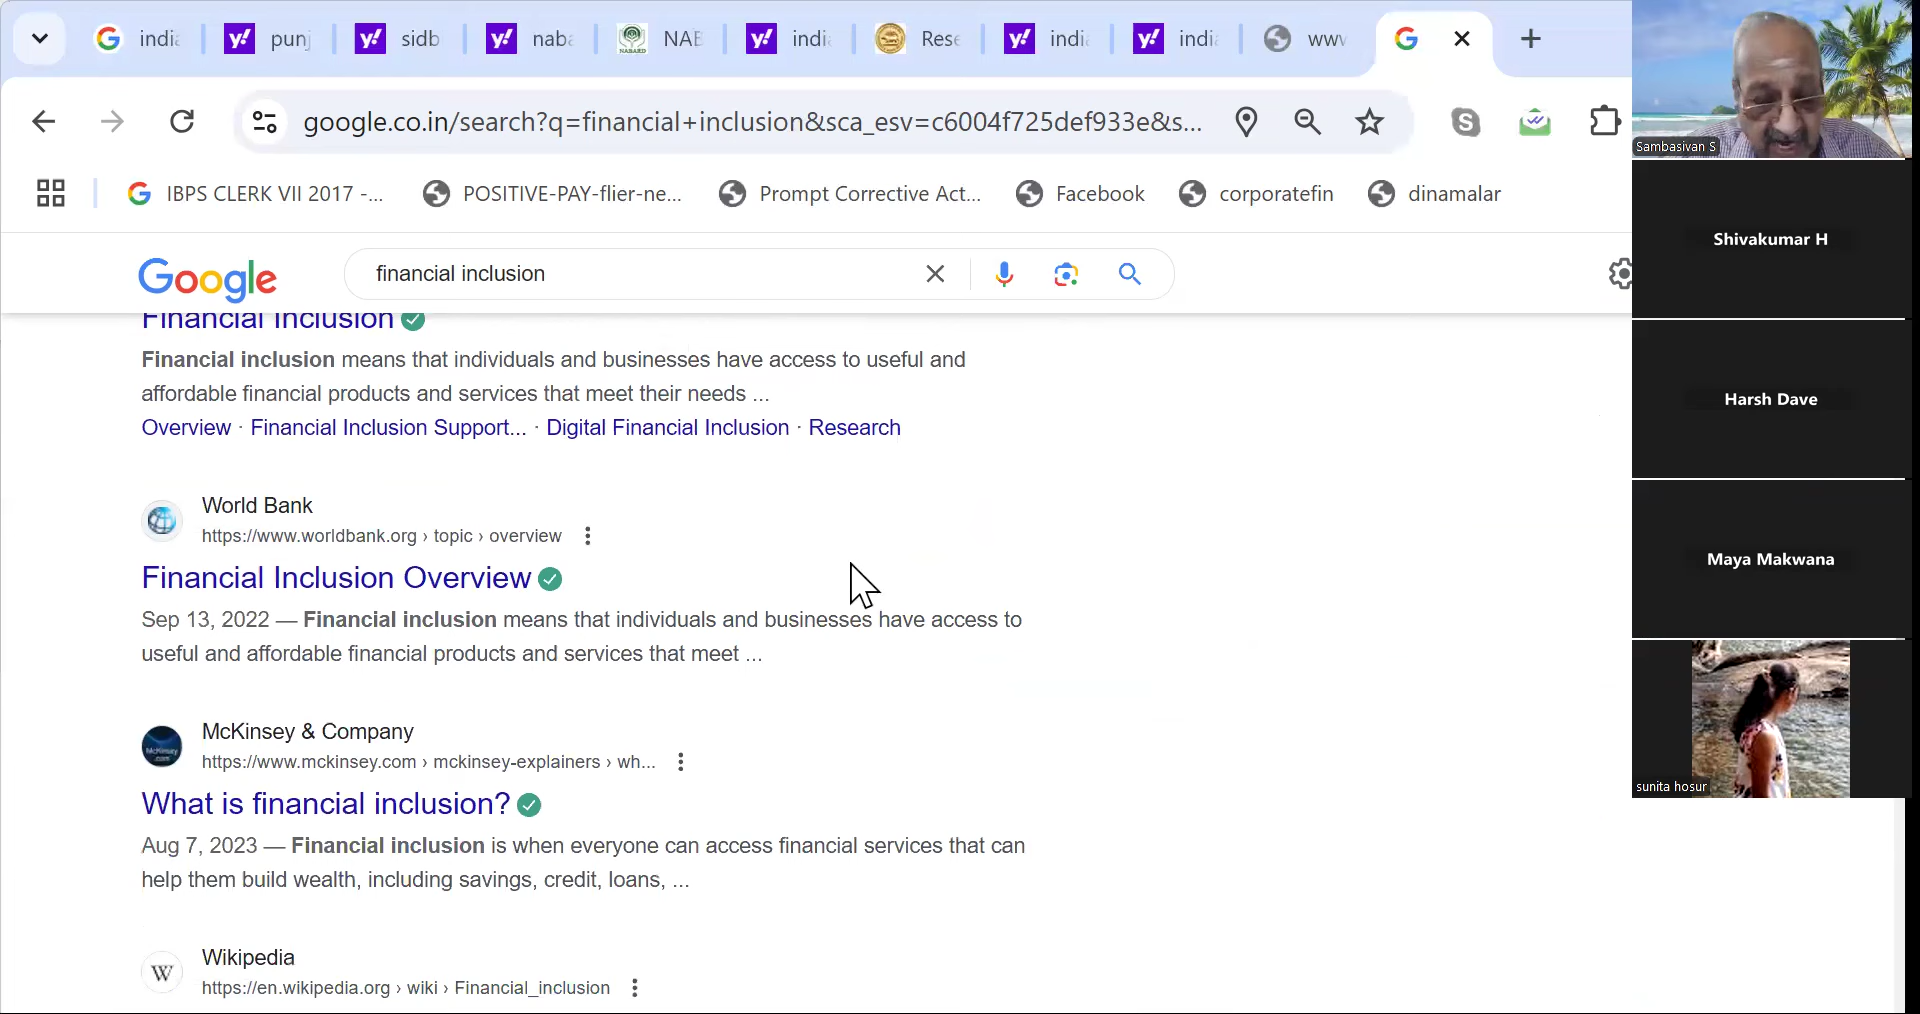 indi
punj
sidb
naba
NAB
indi
Rese
indi
indi
www
google.co.in/search?q=financial+inclusion&sca_esv=c6004f725def933e&s...
IBPS CLERK VII 2017 -...
POSITIVE-PAY-flier-ne...
Prompt Corrective Act...
Facebook
corporatefin
dinamalar
Google
financial inclusion
Financial Inclusion
Financial inclusion means that individuals and businesses have access to useful and
affordable financial products and services that meet their needs ...
Overview · Financial Inclusion Support... · Digital Financial Inclusion · Research
World Bank
https://www.worldbank.org › topic › overview
Financial Inclusion Overview
Sep 13, 2022 — Financial inclusion means that individuals and businesses have access to
useful and affordable financial products and services that meet ...
McKinsey & Company
https://www.mckinsey.com › mckinsey-explainers › wh...
What is financial inclusion?
Aug 7, 2023 — Financial inclusion is when everyone can access financial services that can
help them build wealth, including savings, credit, loans, ...
Wikipedia
https://en.wikipedia.org › wiki › Financial_inclusion
Sambasivan S
Shivakumar H
Harsh Dave
Maya Makwana
sunita hosur